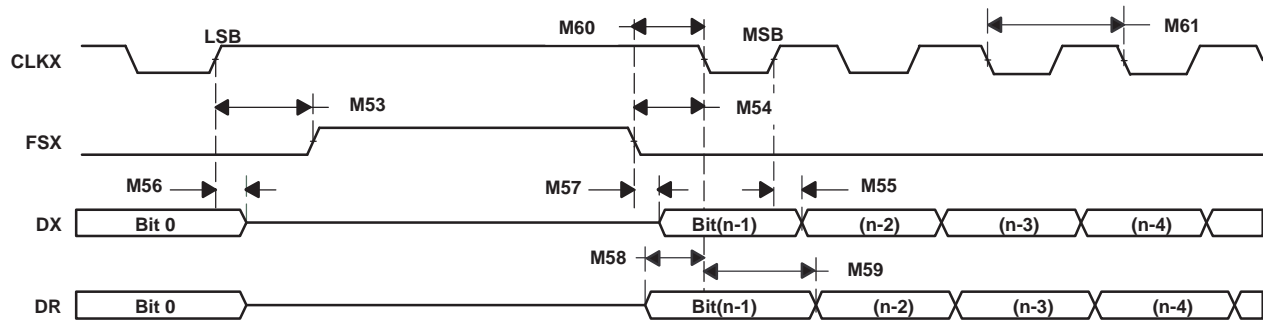 M60
M61
LSB
MSB
CLKX
M53
M54
FSX
M56
M57
M55
DX
Bit 0
Bit(n-1)
(n-2)
(n-3)
(n-4)
M58
M59
DR
Bit 0
Bit(n-1)
(n-2)
(n-3)
(n-4)